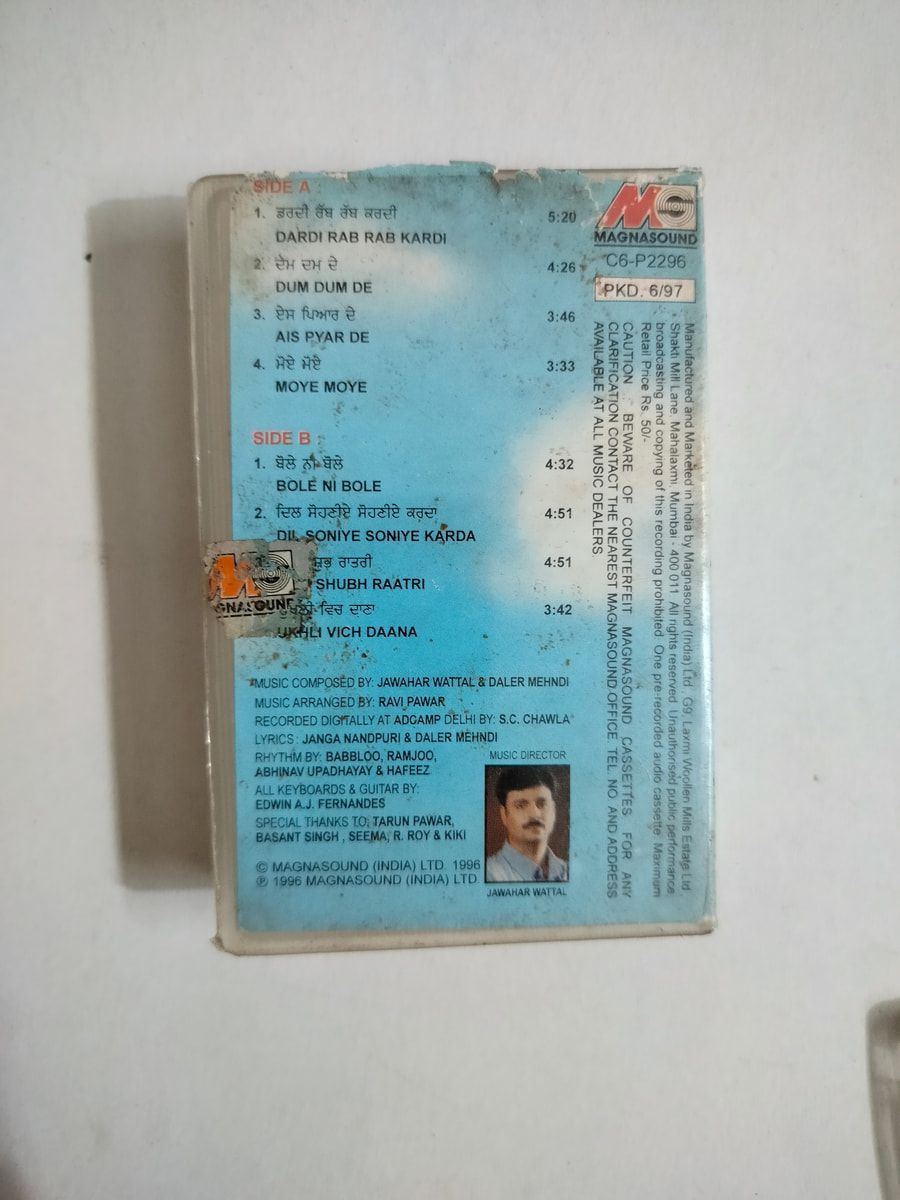 SIDE A :
1. ਡਰਦੀ ਰੱਬ ਰੱਬ ਕਰਦੀ 5:20
DARDI RAB RAB KARDI
2. ਦਮ ਦਮ ਦੇ 4:26
DUM DUM DE
3. ਏਸ ਪਿਆਰ ਦੇ 3:46
AIS PYAR DE
4. ਮੋਏ ਮੋਏ 3:33
MOYE MOYE
SIDE B :
1. ਬੋਲੇ ਨੀ ਬੋਲੇ 4:32
BOLE NI BOLE
2. ਦਿਲ ਸੋਹਣੀਏ ਸੋਹਣੀਏ ਕਰਦਾ 4:51
DIL SONIYE SONIYE KARDA
ਸ਼ੁਭ ਰਾਤਰੀ 4:51
SHUBH RAATRI
ਵਿਚ ਦਾਣਾ 3:42
UKHLI VICH DAANA
MUSIC COMPOSED BY: JAWAHAR WATTAL & DALER MEHNDI
MUSIC ARRANGED BY: RAVI PAWAR
RECORDED DIGITALLY AT ADCAMP DELHI BY: S.C. CHAWLA
LYRICS : JANGA NANDPURI & DALER MEHNDI
RHYTHM BY: BABBLOO, RAMJOO,
ABHINAV UPADHAYAY & HAFEEZ
ALL KEYBOARDS & GUITAR BY:
EDWIN A.J. FERNANDES
SPECIAL THANKS TO: TARUN PAWAR,
BASANT SINGH , SEEMA, R. ROY & KIKI
© MAGNASOUND (INDIA) LTD. 1996
℗ 1996 MAGNASOUND (INDIA) LTD.
MUSIC DIRECTOR
JAWAHAR WATTAL
MAGNASOUND
C6-P2296
PKD. 6/97
Manufactured and Marketed in India by Magnasound (India) Ltd. G9, Laxmi Woollen Mills Estate Ltd.
Shakti Mill Lane, Mahalaxmi, Mumbai - 400 011. All rights reserved. Unauthorised public performance,
broadcasting and copying of this recording prohibited. One pre-recorded audio cassette. Maximum
Retail Price Rs. 50/-
CAUTION : BEWARE OF COUNTERFEIT MAGNASOUND CASSETTES FOR ANY
CLARIFICATION CONTACT THE NEAREST MAGNASOUND OFFICE TEL. NO. AND ADDRESS
AVAILABLE AT ALL MUSIC DEALERS